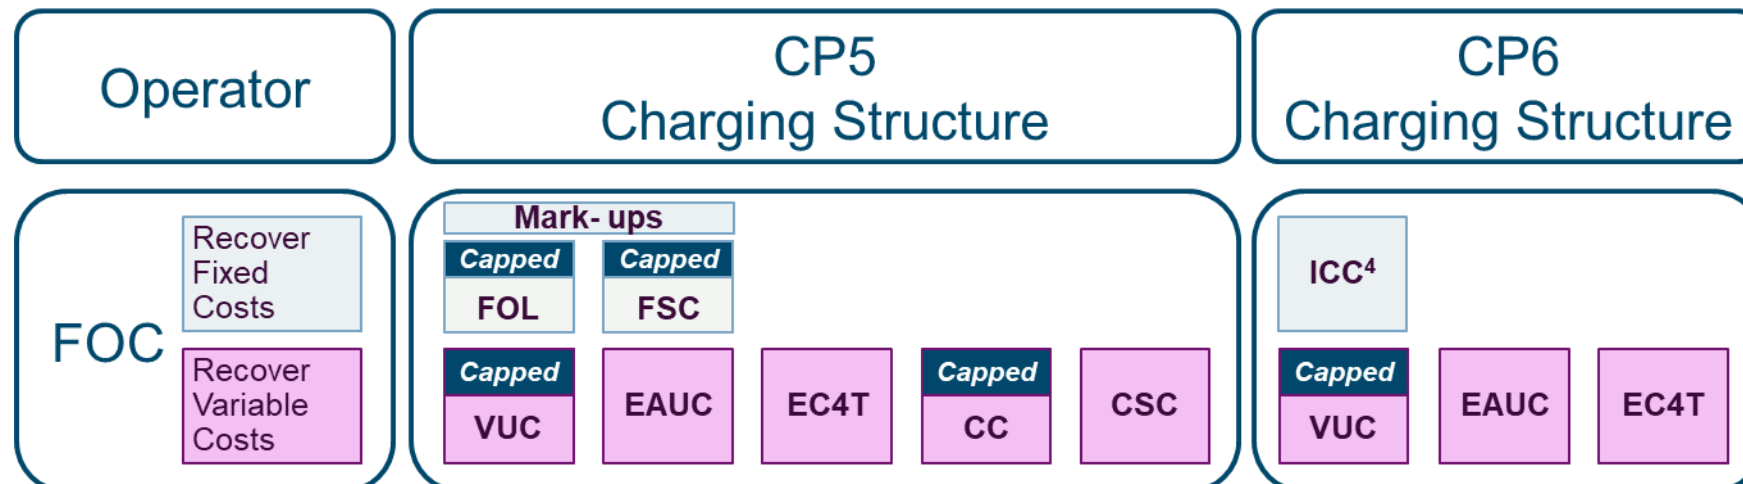 Operator
CP5
Charging Structure
CP6
Charging Structure
FOC
Recover
Fixed
Costs
Recover
Variable
Costs
Mark- ups
Capped
FOL
Capped
FSC
Capped
VUC
EAUC
EC4T
Capped
CC
CSC
ICC⁴
Capped
VUC
EAUC
EC4T